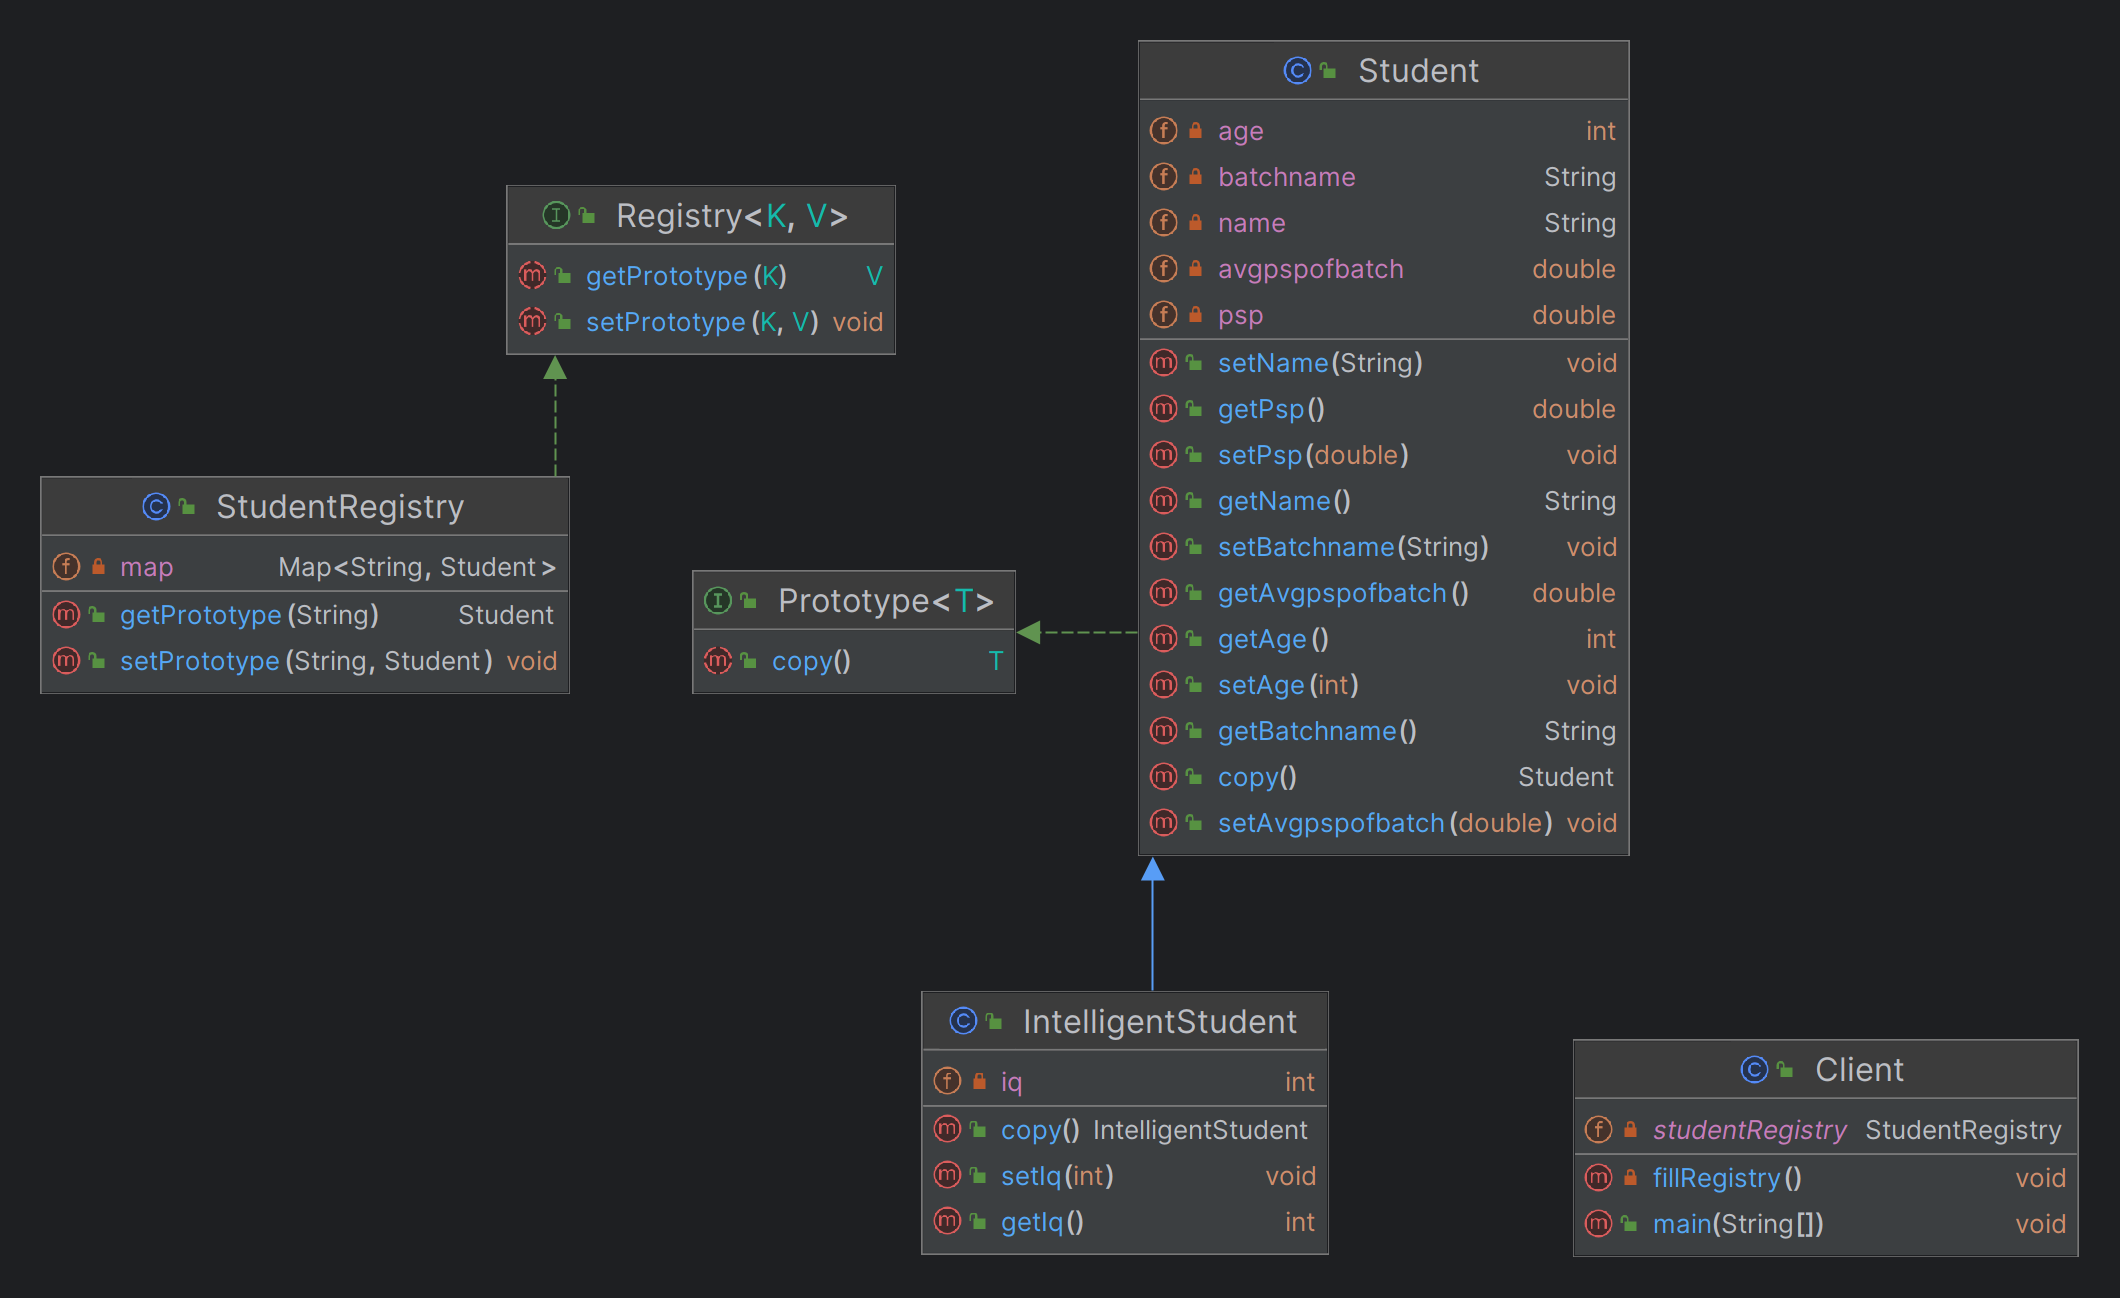 Student
age int
batchname String
name String
avgpspofbatch double
psp double
setName(String) void
getPsp() double
setPsp(double) void
getName() String
setBatchname(String) void
getAvgpspofbatch() double
getAge() int
setAge(int) void
getBatchname() String
copy() Student
setAvgpspofbatch(double) void
Registry<K, V>
getPrototype(K) V
setPrototype(K, V) void
StudentRegistry
map Map<String, Student>
getPrototype(String) Student
setPrototype(String, Student) void
Prototype<T>
copy() T
IntelligentStudent
iq int
copy() IntelligentStudent
setIq(int) void
getIq() int
Client
studentRegistry StudentRegistry
fillRegistry() void
main(String[]) void